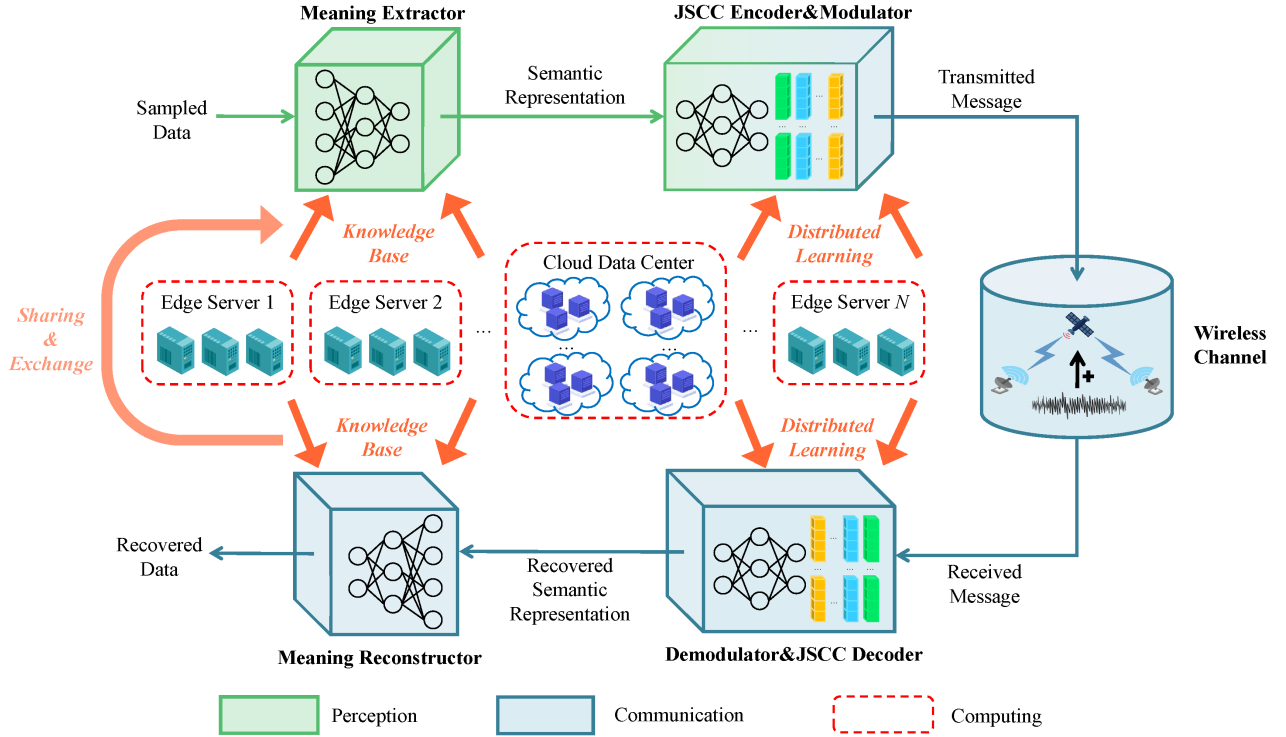 Meaning Extractor
JSCC Encoder&Modulator
Sampled
Data
Semantic
Representation
Transmitted
Message
Knowledge
Base
Distributed
Learning
Sharing
&
Exchange
Edge Server 1
Edge Server 2
...
Cloud Data Center
...
...
...
Edge Server N
Wireless
Channel
+
Knowledge
Base
Distributed
Learning
Recovered
Data
Recovered
Semantic
Representation
Received
Message
Meaning Reconstructor
Demodulator&JSCC Decoder
Perception
Communication
Computing